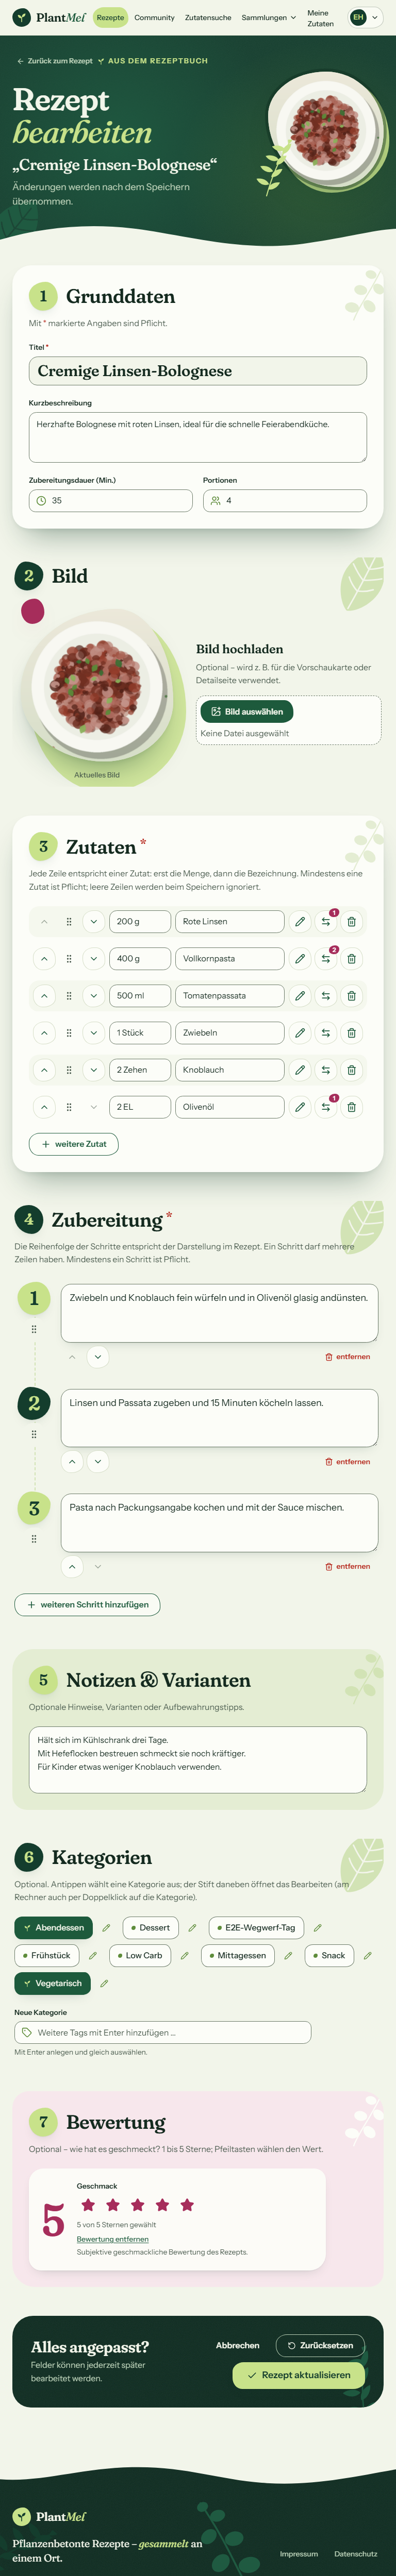 PlantMel
Rezepte
Community
Zutatensuche
Sammlungen
Meine
Zutaten
EH
Zurück zum Rezept
AUS DEM REZEPTBUCH
Rezept
bearbeiten
„Cremige Linsen-Bolognese“
Änderungen werden nach dem Speichern
übernommen.
1 Grunddaten
Mit * markierte Angaben sind Pflicht.
Titel *
Cremige Linsen-Bolognese
Kurzbeschreibung
Herzhafte Bolognese mit roten Linsen, ideal für die schnelle Feierabendküche.
Zubereitungsdauer (Min.)
Portionen
35
4
2 Bild
Bild hochladen
Optional – wird z. B. für die Vorschaukarte oder
Detailseite verwendet.
Bild auswählen
Keine Datei ausgewählt
Aktuelles Bild
3 Zutaten *
Jede Zeile entspricht einer Zutat: erst die Menge, dann die Bezeichnung. Mindestens eine
Zutat ist Pflicht; leere Zeilen werden beim Speichern ignoriert.
200 g Rote Linsen 1
400 g Vollkornpasta 2
500 ml Tomatenpassata
1 Stück Zwiebeln
2 Zehen Knoblauch
2 EL Olivenöl 1
weitere Zutat
4 Zubereitung *
Die Reihenfolge der Schritte entspricht der Darstellung im Rezept. Ein Schritt darf mehrere
Zeilen haben. Mindestens ein Schritt ist Pflicht.
1
Zwiebeln und Knoblauch fein würfeln und in Olivenöl glasig andünsten.
entfernen
2
Linsen und Passata zugeben und 15 Minuten köcheln lassen.
entfernen
3
Pasta nach Packungsangabe kochen und mit der Sauce mischen.
entfernen
weiteren Schritt hinzufügen
5 Notizen & Varianten
Optionale Hinweise, Varianten oder Aufbewahrungstipps.
Hält sich im Kühlschrank drei Tage.
Mit Hefeflocken bestreuen schmeckt sie noch kräftiger.
Für Kinder etwas weniger Knoblauch verwenden.
6 Kategorien
Optional. Antippen wählt eine Kategorie aus; der Stift daneben öffnet das Bearbeiten (am
Rechner auch per Doppelklick auf die Kategorie).
Abendessen
Dessert
E2E-Wegwerf-Tag
Frühstück
Low Carb
Mittagessen
Snack
Vegetarisch
Neue Kategorie
Weitere Tags mit Enter hinzufügen ...
Mit Enter anlegen und gleich auswählen.
7 Bewertung
Optional – wie hat es geschmeckt? 1 bis 5 Sterne; Pfeiltasten wählen den Wert.
5
Geschmack
5 von 5 Sternen gewählt
Bewertung entfernen
Subjektive geschmackliche Bewertung des Rezepts.
Alles angepasst?
Felder können jederzeit später
bearbeitet werden.
Abbrechen
Zurücksetzen
Rezept aktualisieren
PlantMel
Pflanzenbetonte Rezepte – gesammelt an
einem Ort.
Impressum
Datenschutz